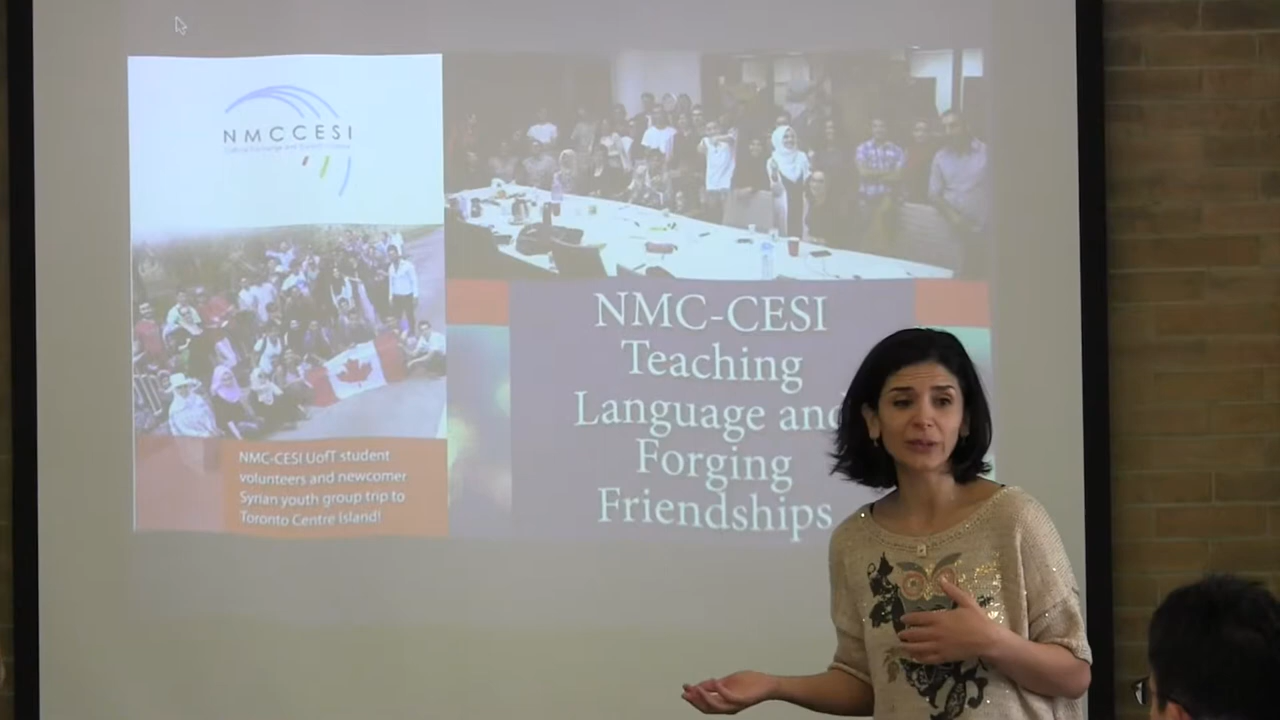 NMCCESI
NMC-CESI UofT student
volunteers and newcomer
Syrian youth group trip to
Toronto Centre Island!
NMC-CESI
Teaching
Language and
Forging
Friendships